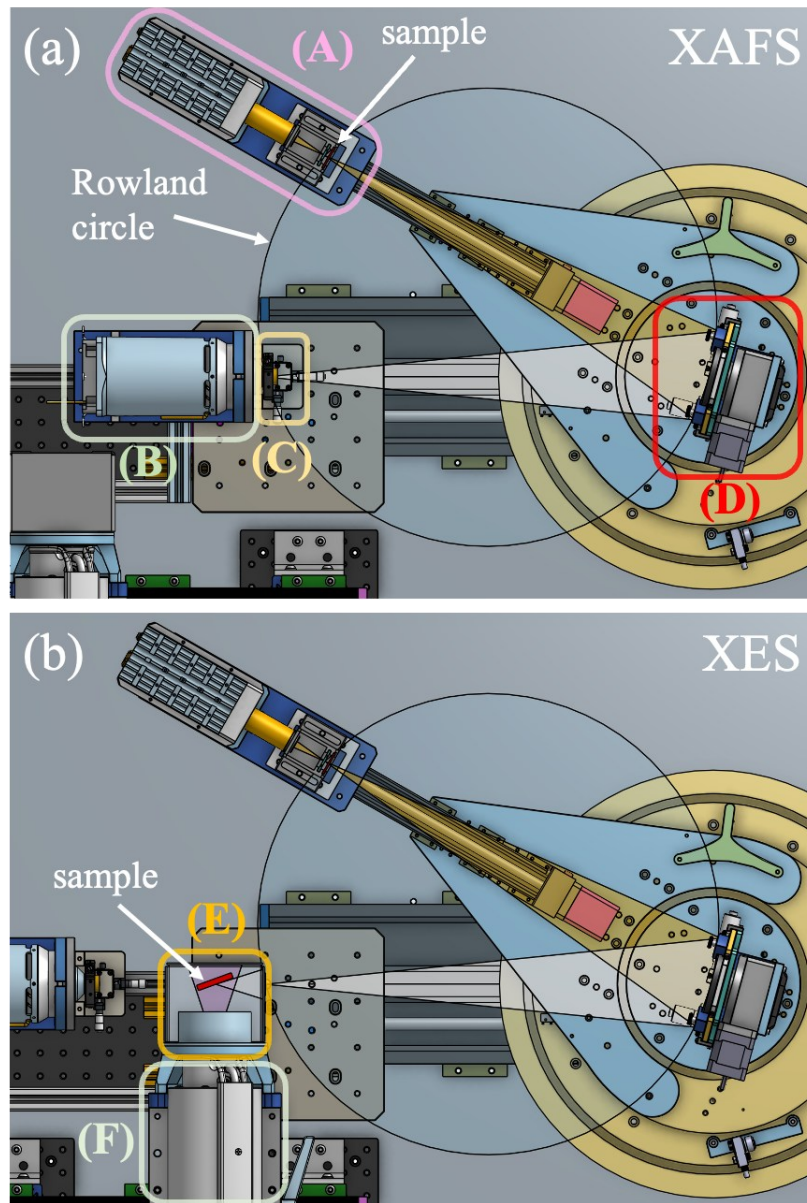 (a)
(A)
sample
XAFS
Rowland
circle
(B)
(C)
(D)
(b)
XES
sample
(E)
(F)